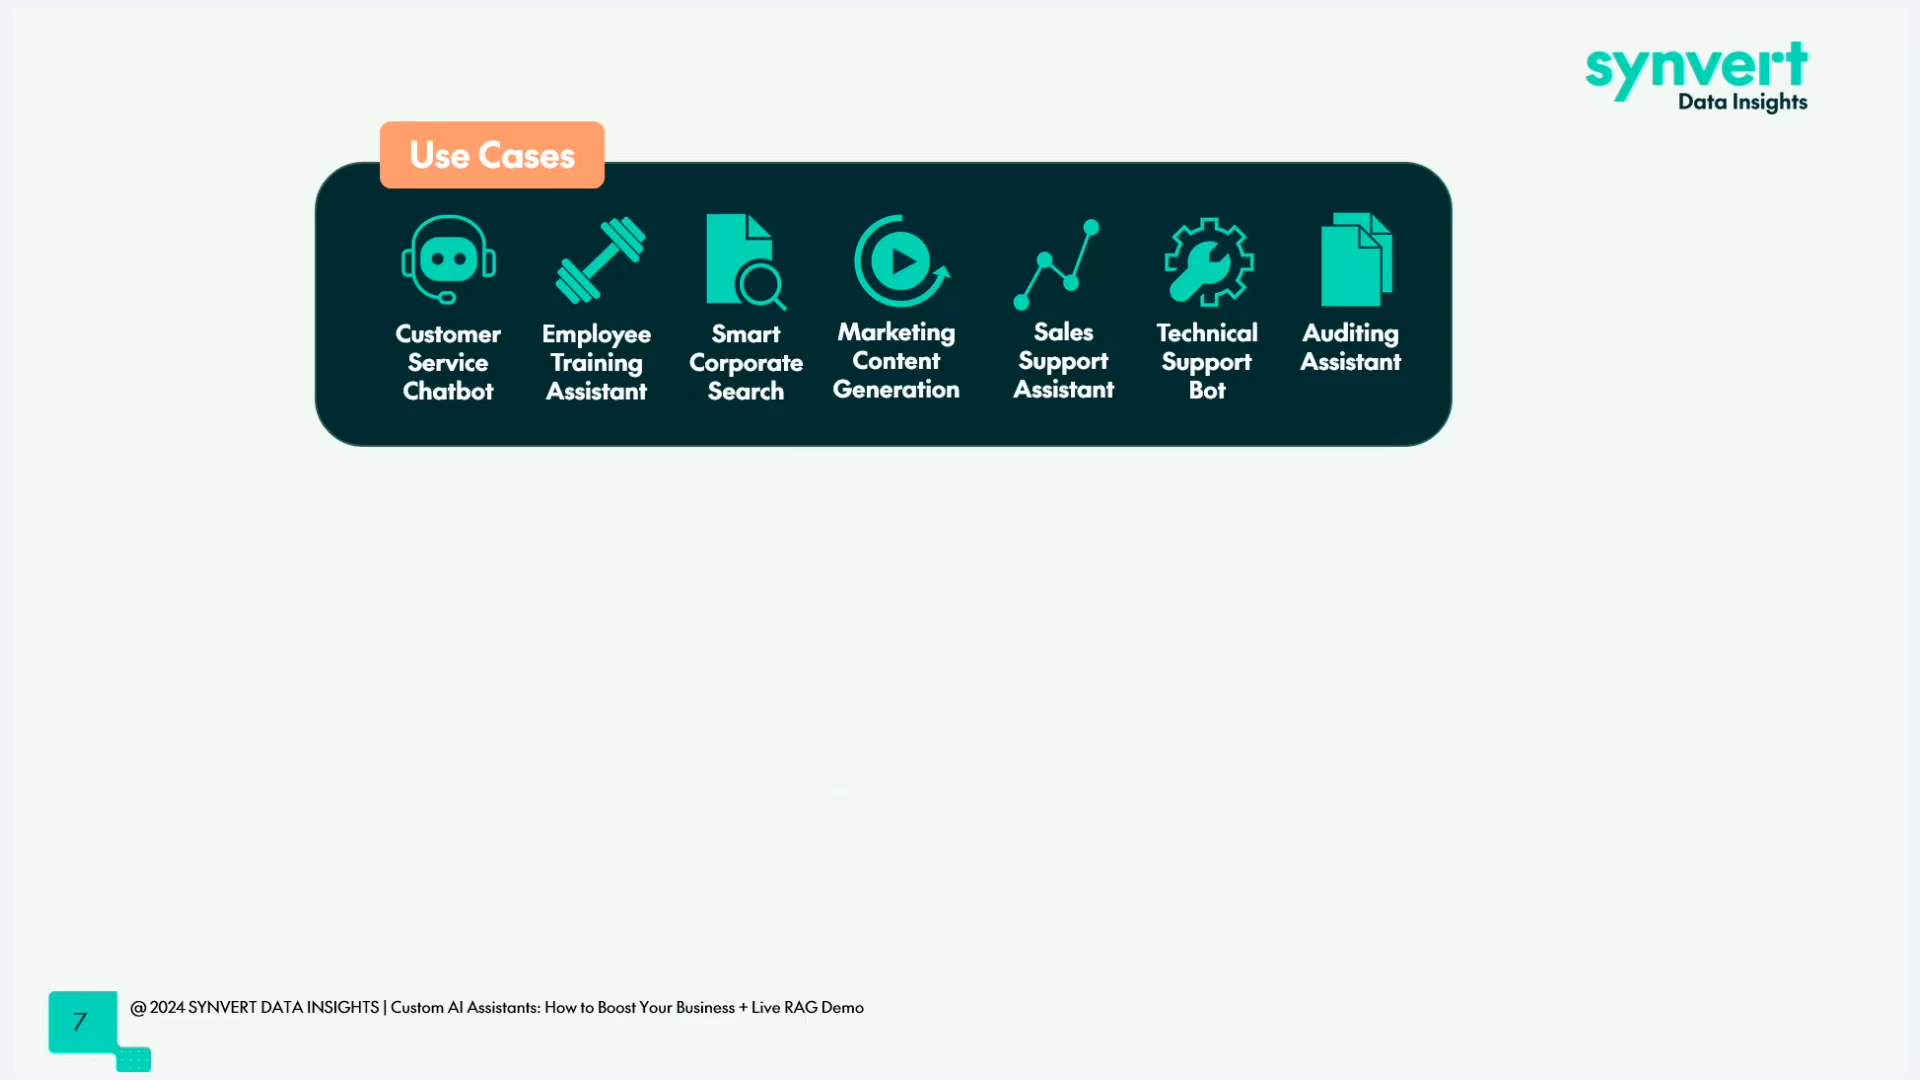 synvert
Data Insights
Use Cases
Customer
Service
Chatbot
Employee
Training
Assistant
Smart
Corporate
Search
Marketing
Content
Generation
Sales
Support
Assistant
Technical
Support
Bot
Auditing
Assistant
7
@ 2024 SYNVERT DATA INSIGHTS | Custom AI Assistants: How to Boost Your Business + Live RAG Demo